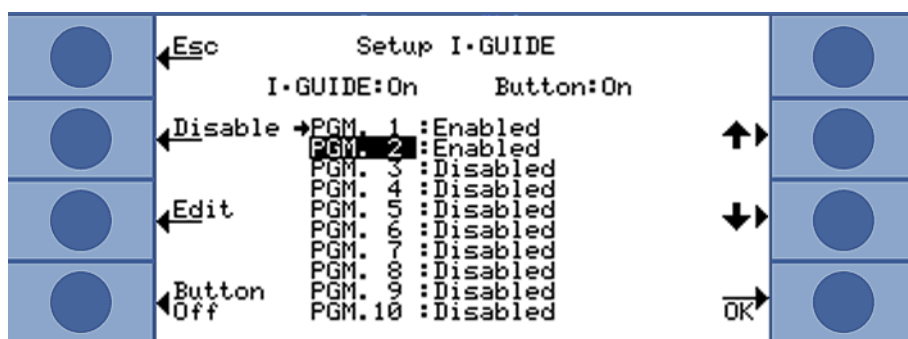 Esc Setup I·GUIDE
I·GUIDE:On Button:On
Disable →PGM. 1 :Enabled ↑
PGM. 2 :Enabled
PGM. 3 :Disabled
PGM. 4 :Disabled
Edit PGM. 5 :Disabled ↓
PGM. 6 :Disabled
PGM. 7 :Disabled
PGM. 8 :Disabled
Button PGM. 9 :Disabled
Off PGM.10 :Disabled OK